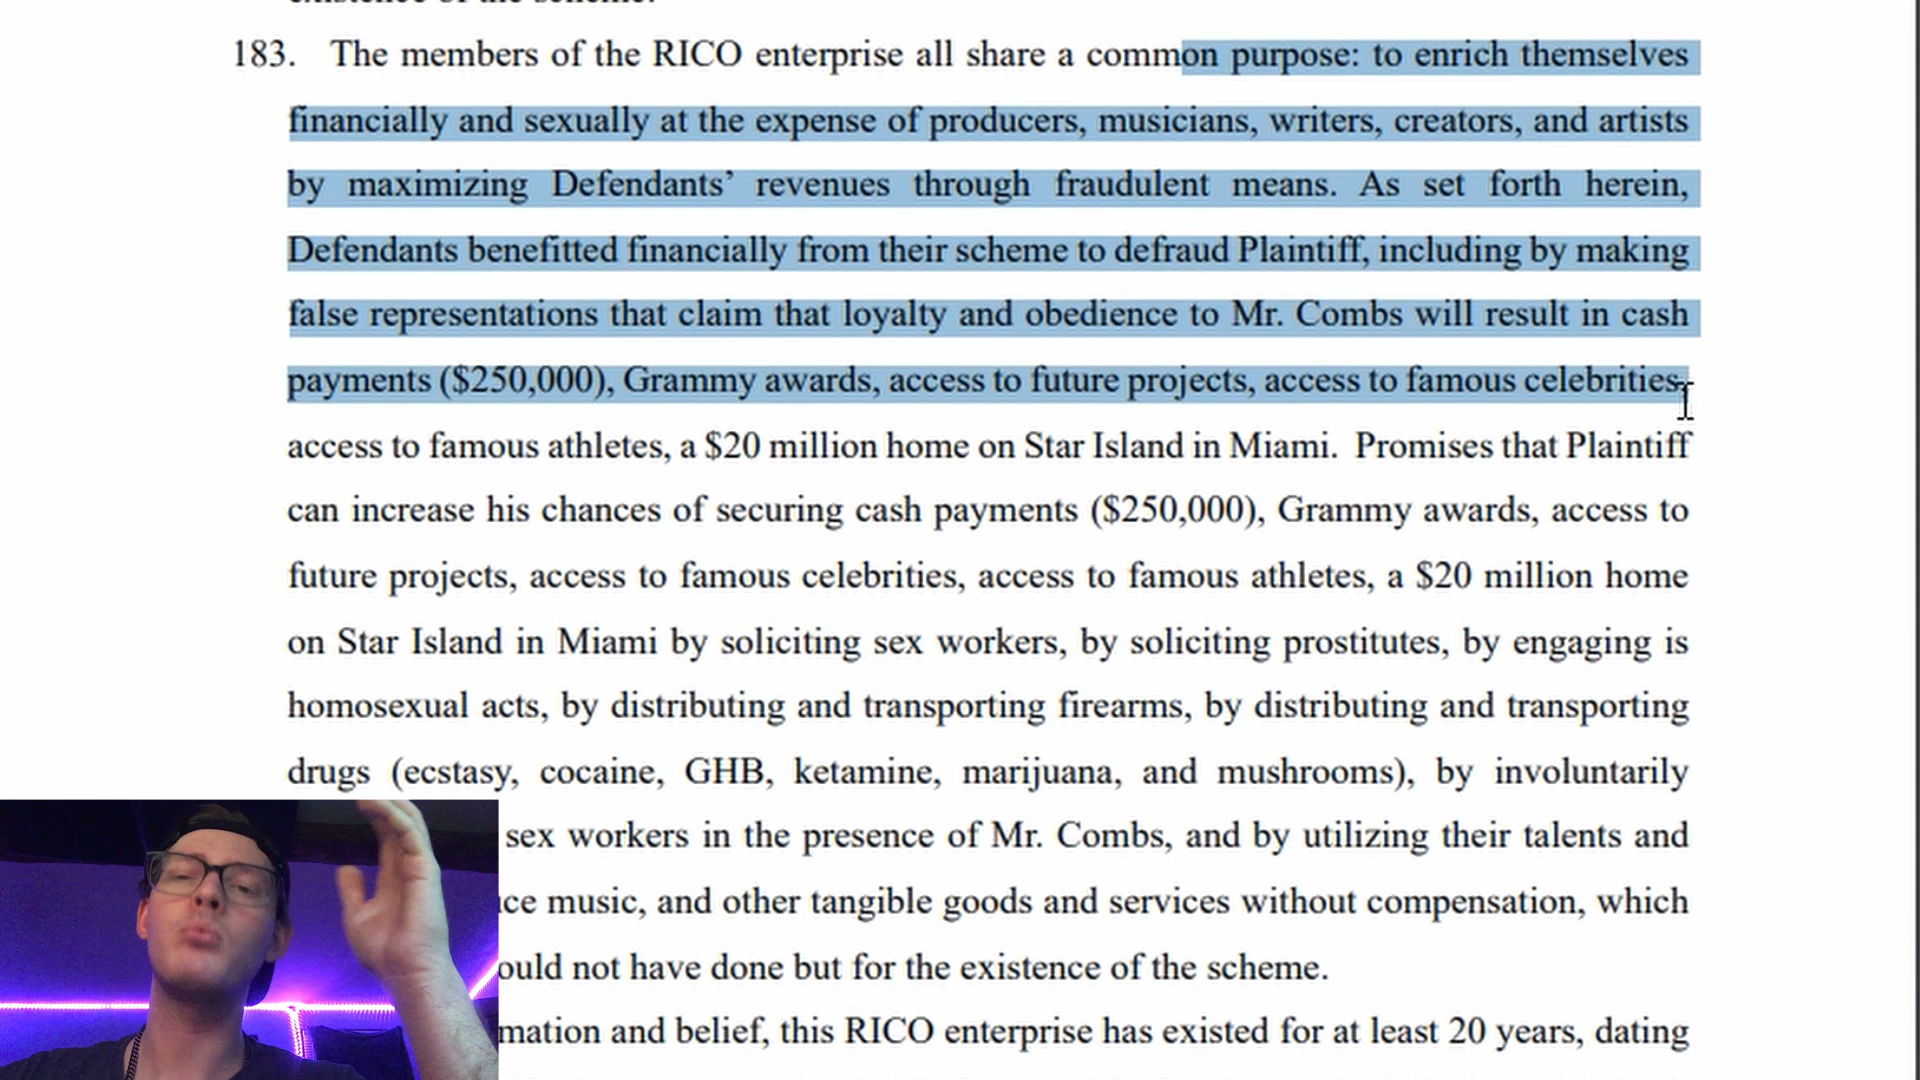 existence of the scheme.
183. The members of the RICO enterprise all share a common purpose: to enrich themselves
financially and sexually at the expense of producers, musicians, writers, creators, and artists
by maximizing Defendants’ revenues through fraudulent means. As set forth herein,
Defendants benefitted financially from their scheme to defraud Plaintiff, including by making
false representations that claim that loyalty and obedience to Mr. Combs will result in cash
payments ($250,000), Grammy awards, access to future projects, access to famous celebrities,
access to famous athletes, a $20 million home on Star Island in Miami. Promises that Plaintiff
can increase his chances of securing cash payments ($250,000), Grammy awards, access to
future projects, access to famous celebrities, access to famous athletes, a $20 million home
on Star Island in Miami by soliciting sex workers, by soliciting prostitutes, by engaging is
homosexual acts, by distributing and transporting firearms, by distributing and transporting
drugs (ecstasy, cocaine, GHB, ketamine, marijuana, and mushrooms), by involuntarily
sex workers in the presence of Mr. Combs, and by utilizing their talents and
ce music, and other tangible goods and services without compensation, which
ould not have done but for the existence of the scheme.
mation and belief, this RICO enterprise has existed for at least 20 years, dating